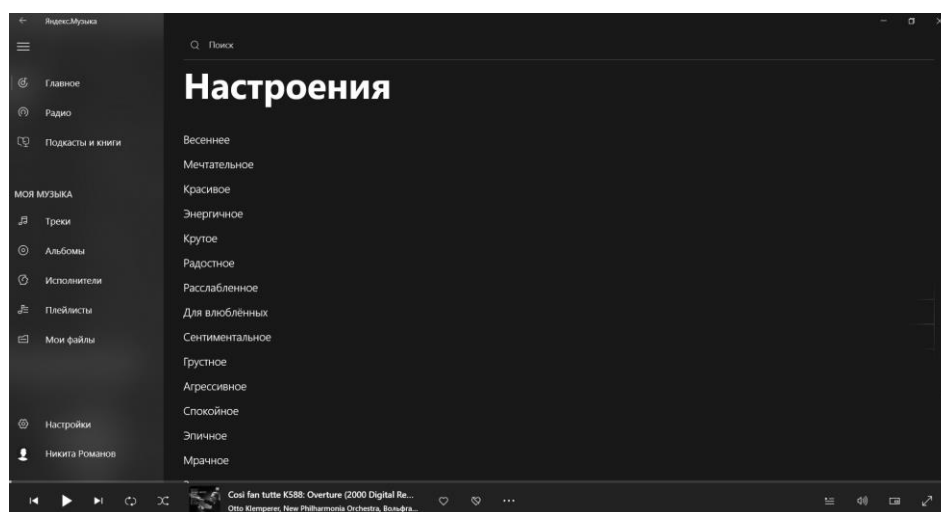 Яндекс.Музыка
Поиск
Главное
Радио
Подкасты и книги
МОЯ МУЗЫКА
Треки
Альбомы
Исполнители
Плейлисты
Мои файлы
Настройки
Никита Романов
Настроения
Весеннее
Мечтательное
Красивое
Энергичное
Крутое
Радостное
Расслабленное
Для влюблённых
Сентиментальное
Грустное
Агрессивное
Спокойное
Эпичное
Мрачное
Cosi fan tutte K588: Overture (2000 Digital Re...
Otto Klemperer, New Philharmonia Orchestra, Вольфга...